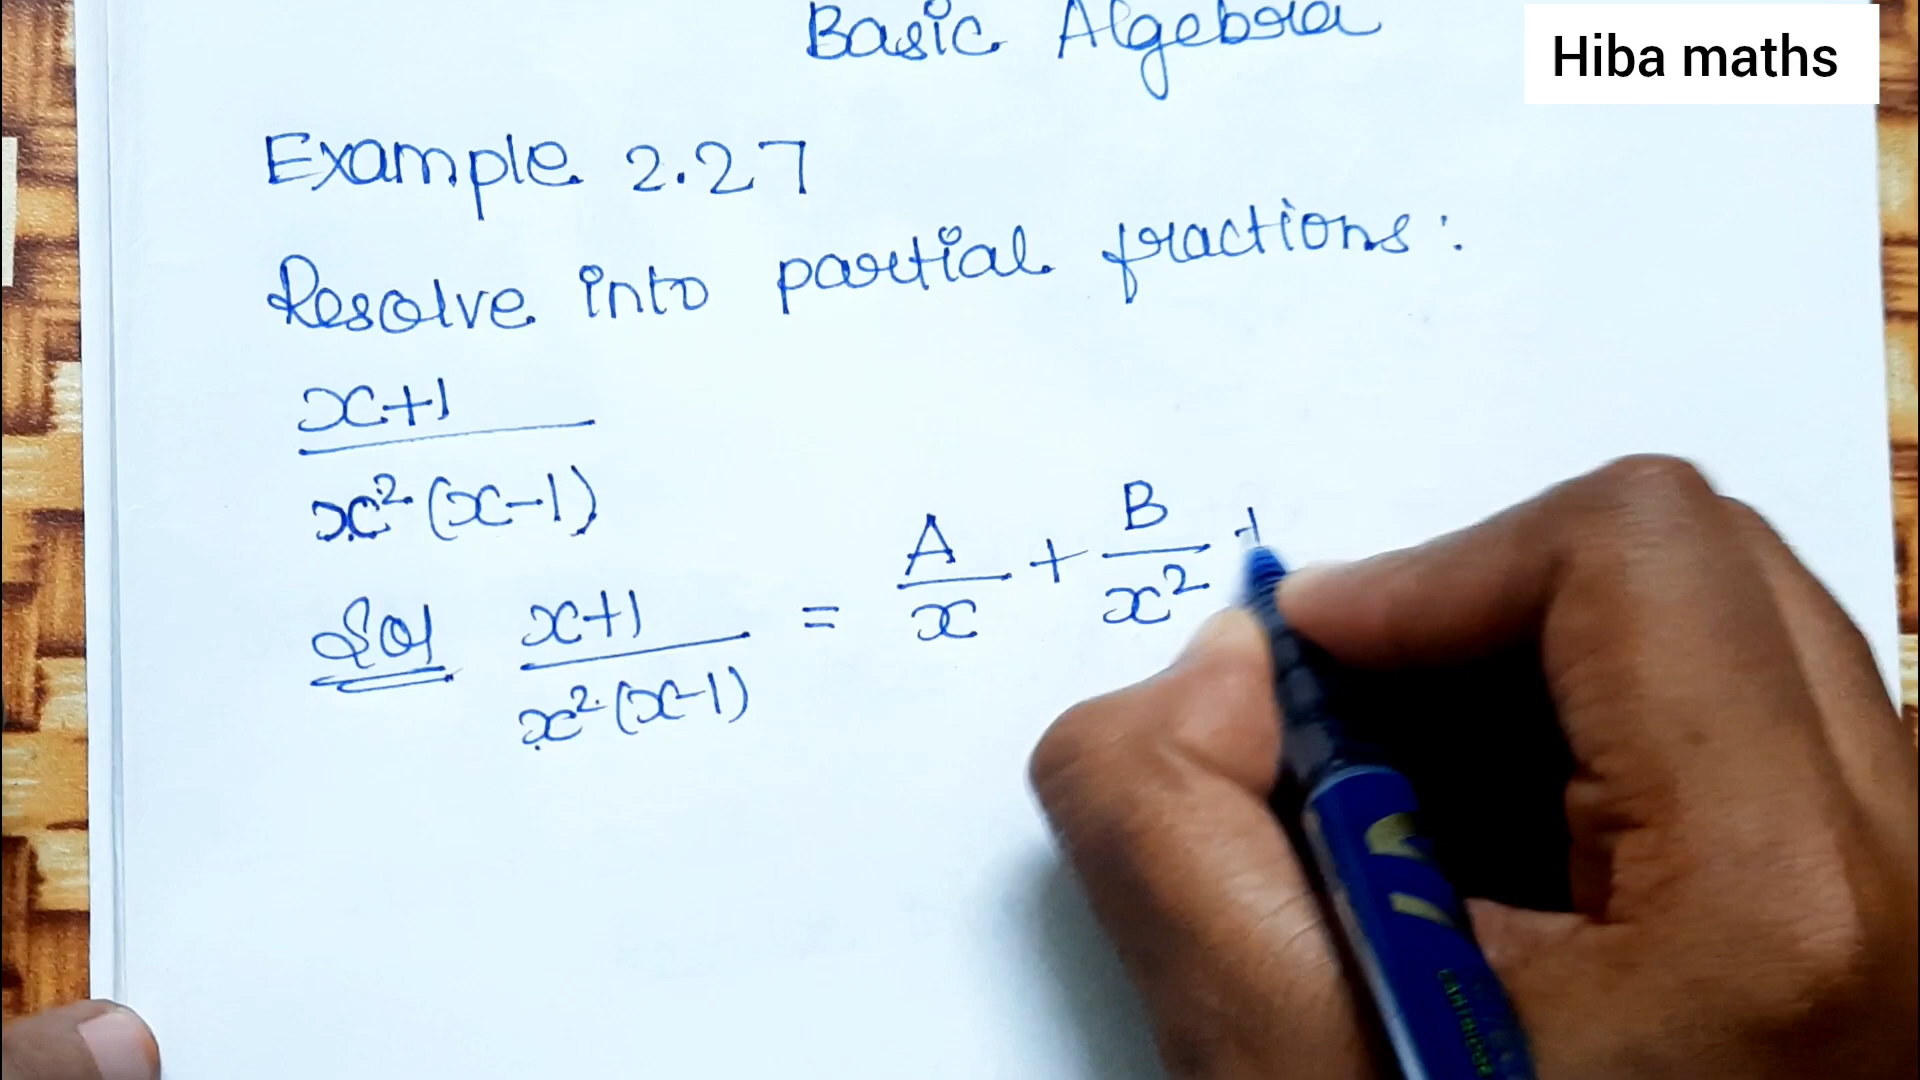 Basic Algebra
Hiba maths
Example 2.27
Resolve into partial fractions:
x+1
x²(x-1)
Sol x+1 = A + B +
x²(x-1) x x²